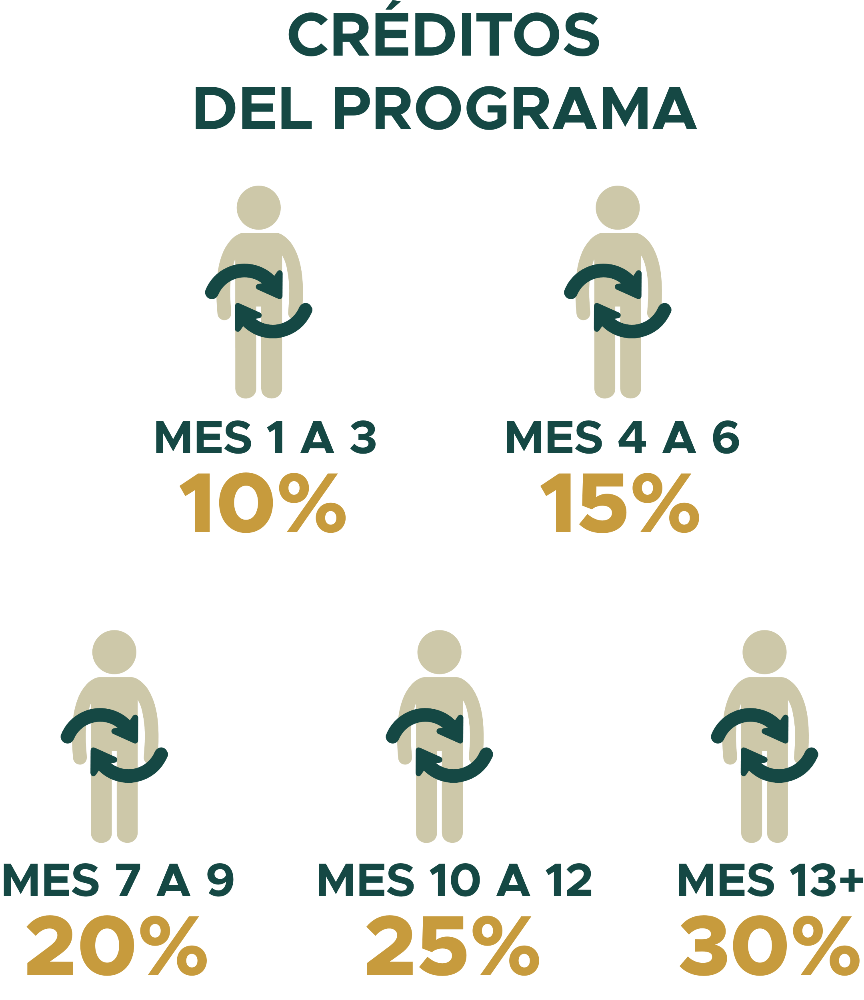 CRÉDITOS
DEL PROGRAMA
MES 1 A 3
10%
MES 4 A 6
15%
MES 7 A 9
20%
MES 10 A 12
25%
MES 13+
30%